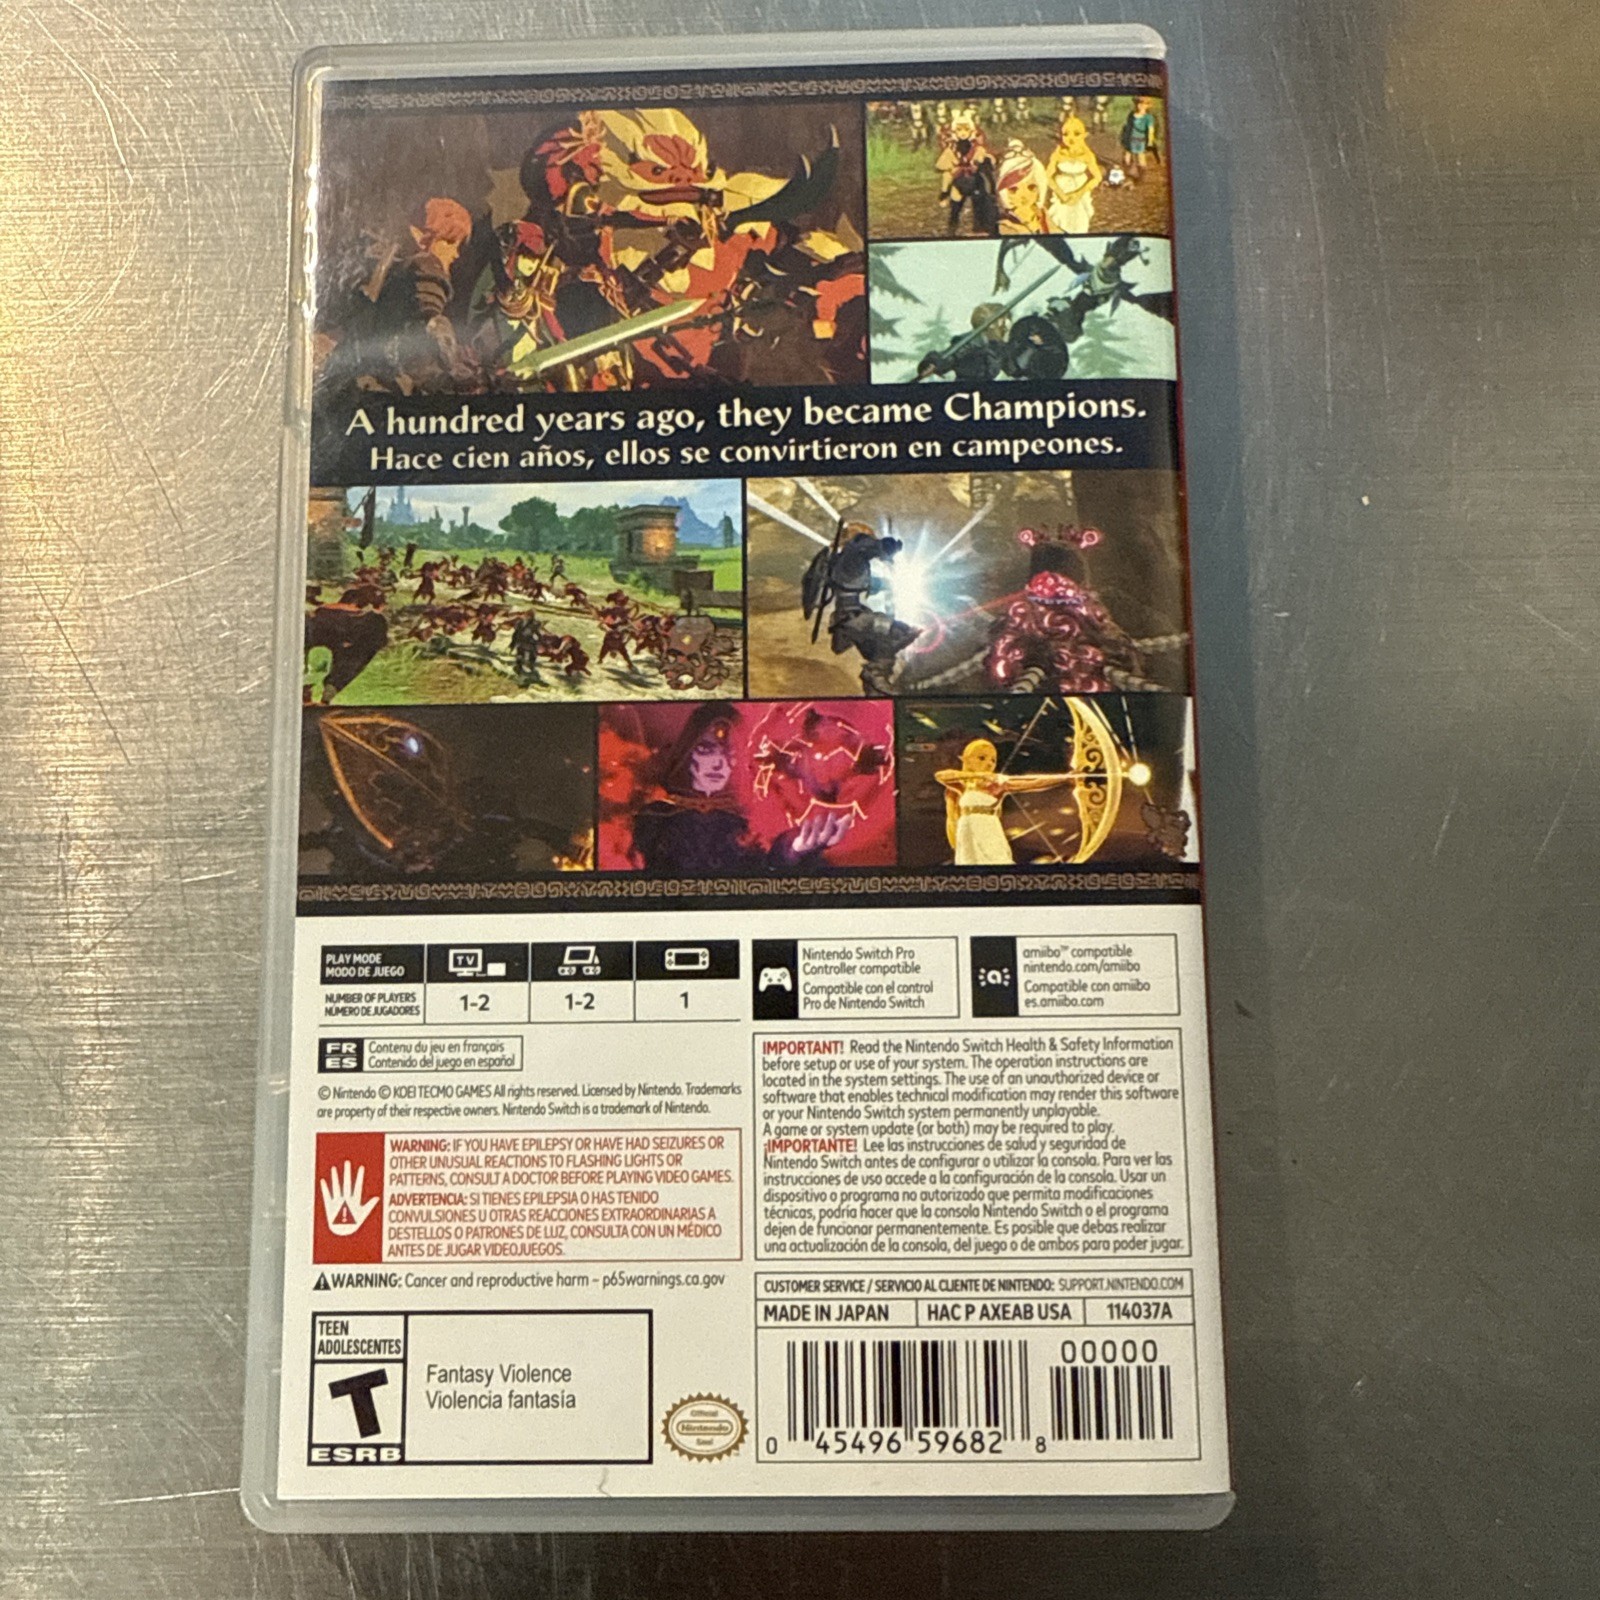 A hundred years ago, they became Champions.
Hace cien años, ellos se convirtieron en campeones.
PLAY MODE
MODO DE JUEGO
TV
NUMBER OF PLAYERS
NÚMERO DE JUGADORES
1-2
1-2
1
Nintendo Switch Pro
Controller compatible
Compatible con el control
Pro de Nintendo Switch
amiibo™ compatible
nintendo.com/amiibo
Compatible con amiibo
es.amiibo.com
FR
ES
Contenu du jeu en français
Contenido del juego en español
© Nintendo © KOEI TECMO GAMES All rights reserved. Licensed by Nintendo. Trademarks
are property of their respective owners. Nintendo Switch is a trademark of Nintendo.
WARNING: IF YOU HAVE EPILEPSY OR HAVE HAD SEIZURES OR
OTHER UNUSUAL REACTIONS TO FLASHING LIGHTS OR
PATTERNS, CONSULT A DOCTOR BEFORE PLAYING VIDEO GAMES.
ADVERTENCIA: SI TIENES EPILEPSIA O HAS TENIDO
CONVULSIONES U OTRAS REACCIONES EXTRAORDINARIAS A
DESTELLOS O PATRONES DE LUZ, CONSULTA CON UN MÉDICO
ANTES DE JUGAR VIDEOJUEGOS.
WARNING: Cancer and reproductive harm – p65warnings.ca.gov
IMPORTANT! Read the Nintendo Switch Health & Safety Information
before setup or use of your system. The operation instructions are
located in the system settings. The use of an unauthorized device or
software that enables technical modification may render this software
or your Nintendo Switch system permanently unplayable.
A game or system update (or both) may be required to play.
¡IMPORTANTE! Lee las instrucciones de salud y seguridad de
Nintendo Switch antes de configurar o utilizar la consola. Para ver las
instrucciones de uso accede a la configuración de la consola. Usar un
dispositivo o programa no autorizado que permita modificaciones
técnicas, podría hacer que la consola Nintendo Switch o el programa
dejen de funcionar permanentemente. Es posible que debas realizar
una actualización de la consola, del juego o de ambos para poder jugar.
CUSTOMER SERVICE / SERVICIO AL CLIENTE DE NINTENDO: SUPPORT.NINTENDO.COM
MADE IN JAPAN
HAC P AXEAB USA
114037A
TEEN
ADOLESCENTES
T
ESRB
Fantasy Violence
Violencia fantasía
Official
Nintendo
Seal
00000
0 45496 59682 8